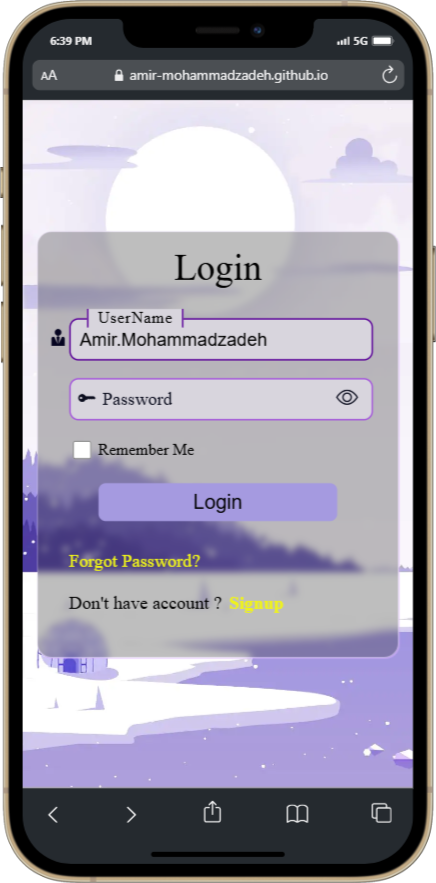 6:39 PM 5G
AA amir-mohammadzadeh.github.io
Login
UserName
Amir.Mohammadzadeh
Password
Remember Me
Login
Forgot Password?
Don't have account ? Signup